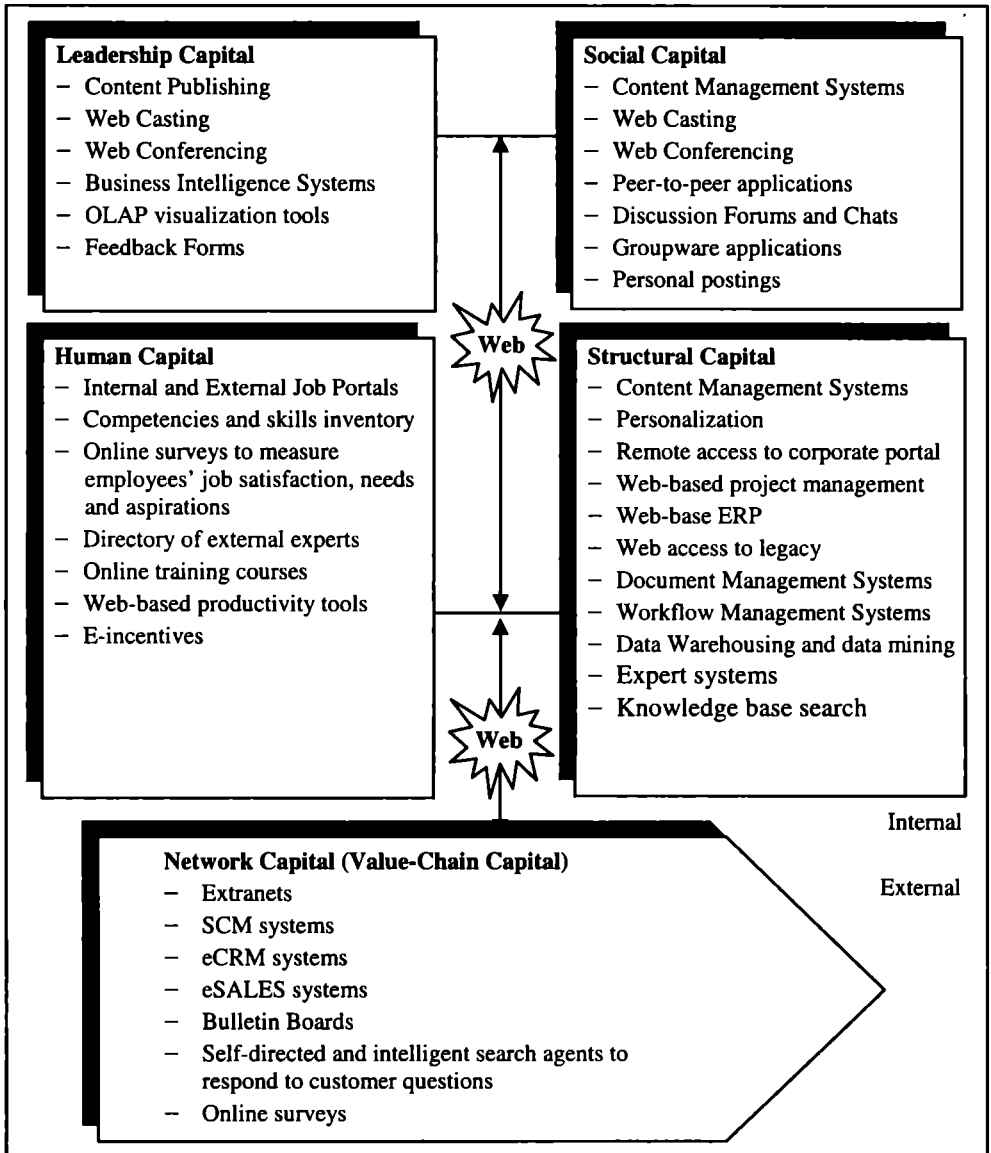 Leadership Capital
– Content Publishing
– Web Casting
– Web Conferencing
– Business Intelligence Systems
– OLAP visualization tools
– Feedback Forms
Social Capital
– Content Management Systems
– Web Casting
– Web Conferencing
– Peer-to-peer applications
– Discussion Forums and Chats
– Groupware applications
– Personal postings
Web
Human Capital
– Internal and External Job Portals
– Competencies and skills inventory
– Online surveys to measure
employees' job satisfaction, needs
and aspirations
– Directory of external experts
– Online training courses
– Web-based productivity tools
– E-incentives
Structural Capital
– Content Management Systems
– Personalization
– Remote access to corporate portal
– Web-based project management
– Web-base ERP
– Web access to legacy
– Document Management Systems
– Workflow Management Systems
– Data Warehousing and data mining
– Expert systems
– Knowledge base search
Web
Internal
External
Network Capital (Value-Chain Capital)
– Extranets
– SCM systems
– eCRM systems
– eSALES systems
– Bulletin Boards
– Self-directed and intelligent search agents to
respond to customer questions
– Online surveys